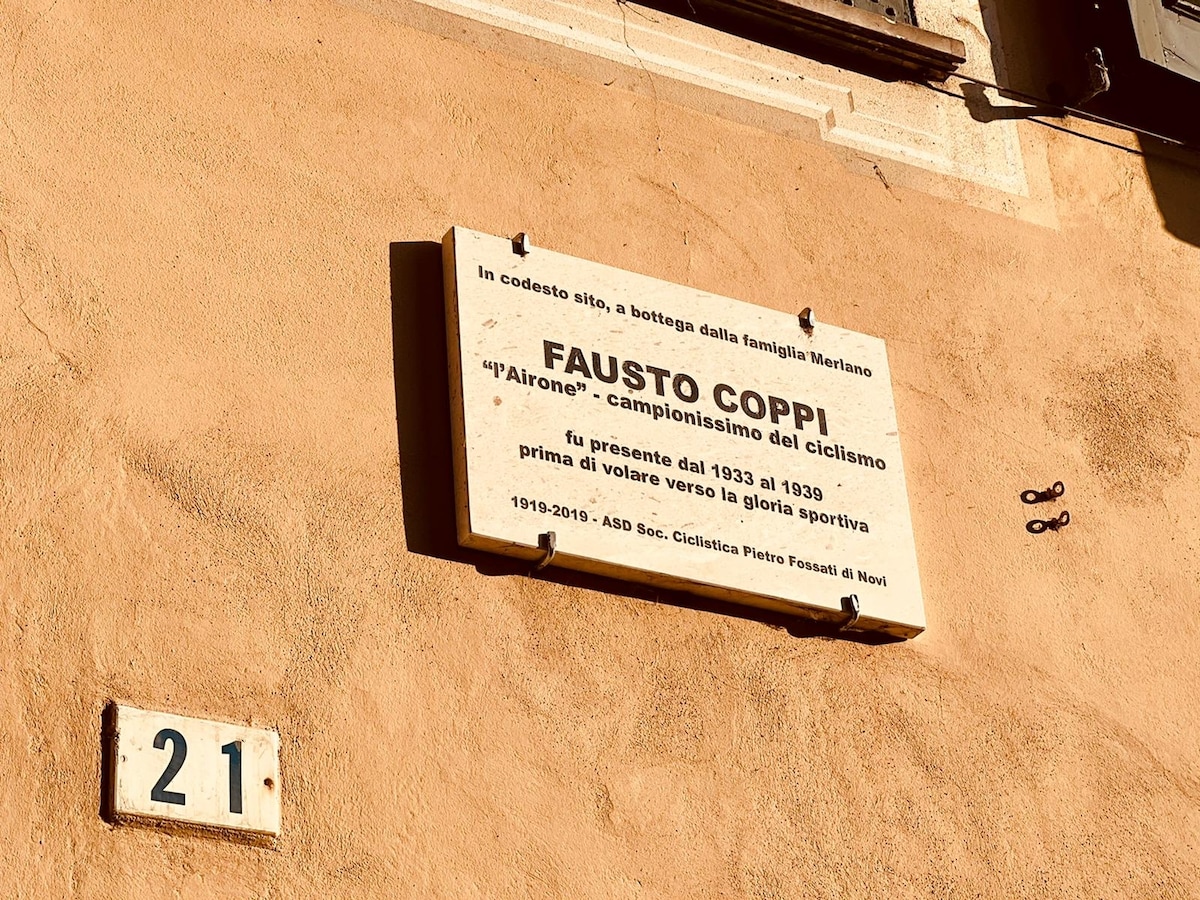 In codesto sito, a bottega dalla famiglia Merlano
FAUSTO COPPI
“l’Airone” - campionissimo del ciclismo
fu presente dal 1933 al 1939
prima di volare verso la gloria sportiva
1919-2019 - ASD Soc. Ciclistica Pietro Fossati di Novi
21